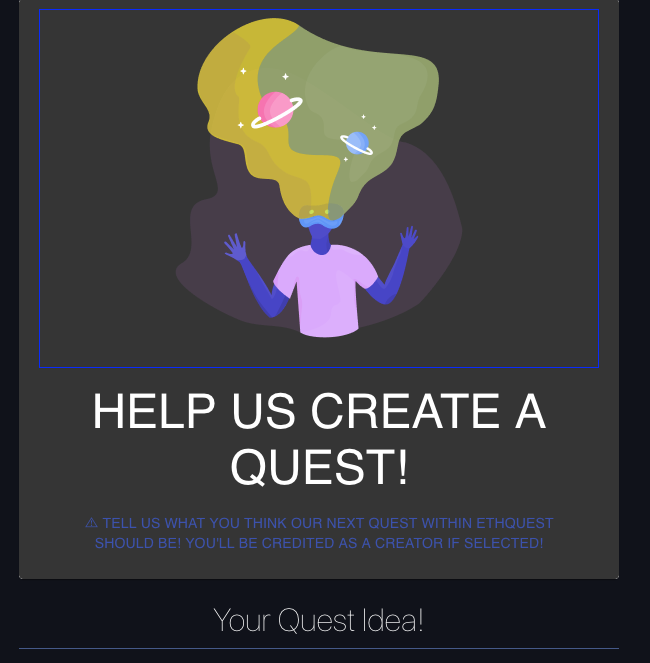 HELP US CREATE A
QUEST!
⚠ TELL US WHAT YOU THINK OUR NEXT QUEST WITHIN ETHQUEST
SHOULD BE! YOU'LL BE CREDITED AS A CREATOR IF SELECTED!
Your Quest Idea!